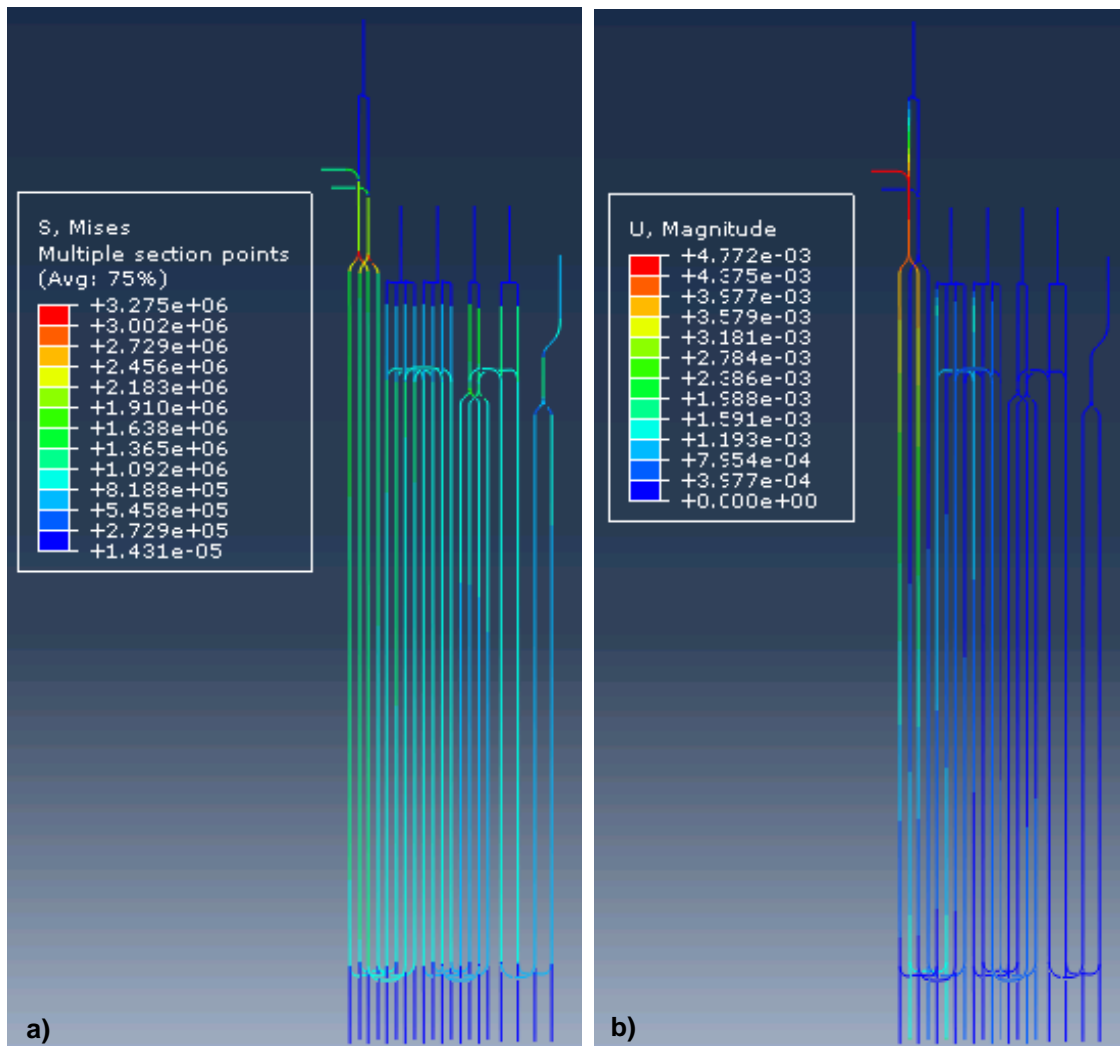 S, Mises
Multiple section points
(Avg: 75%)
+3.275e+06
+3.002e+06
+2.729e+06
+2.456e+06
+2.183e+06
+1.910e+06
+1.638e+06
+1.365e+06
+1.092e+06
+8.188e+05
+5.458e+05
+2.729e+05
+1.431e-05
a)
U, Magnitude
+4.772e-03
+4.375e-03
+3.977e-03
+3.579e-03
+3.181e-03
+2.784e-03
+2.386e-03
+1.988e-03
+1.591e-03
+1.193e-03
+7.954e-04
+3.977e-04
+0.000e+00
b)